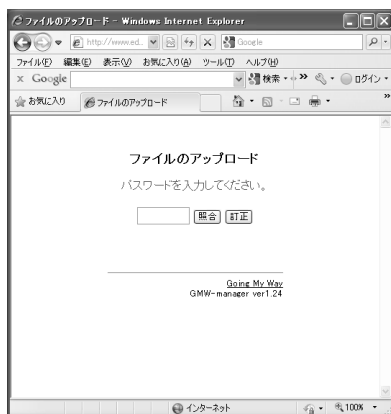 ファイルのアップロード - Windows Internet Explorer
http://www.ed.
Google
ファイル(F) 編集(E) 表示(V) お気に入り(A) ツール(T) ヘルプ(H)
x Google 検索 ログイン
お気に入り ファイルのアップロード
ファイルのアップロード
パスワードを入力してください。
照合 訂正
Going My Way
GMW-manager ver1.24
インターネット 100%